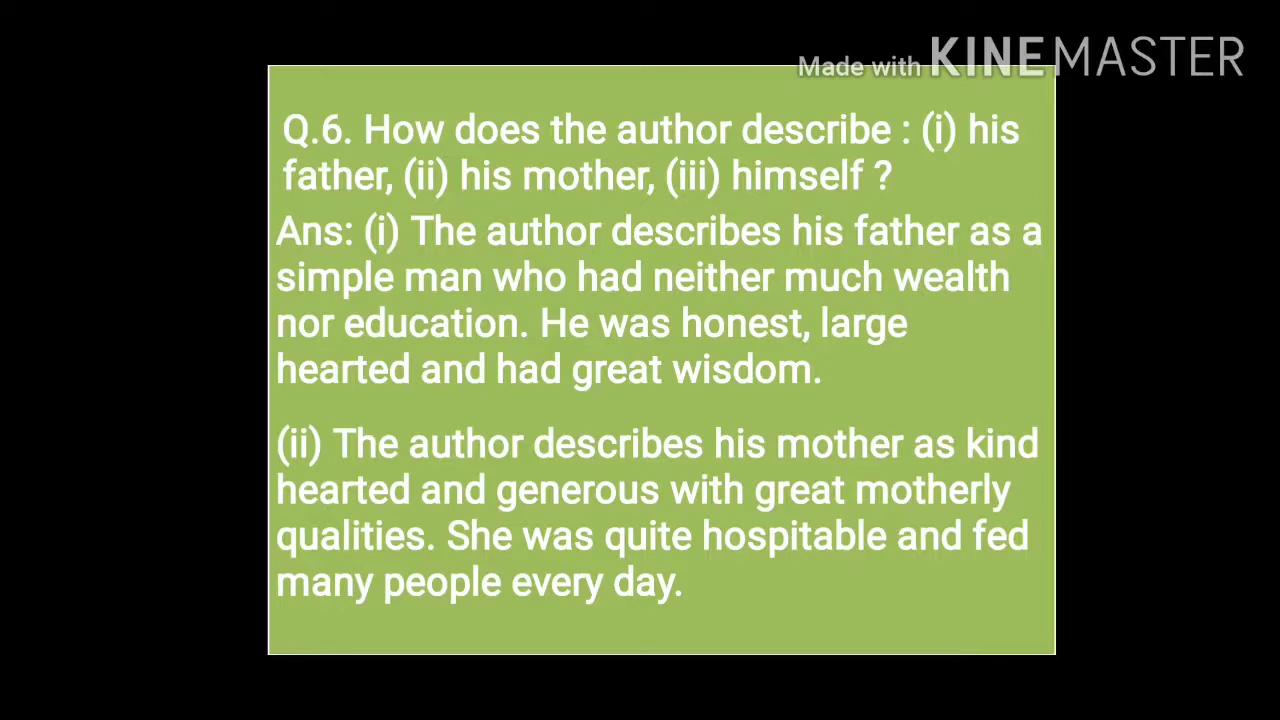 Made with KINEMASTER
Q.6. How does the author describe : (i) his
father, (ii) his mother, (iii) himself ?
Ans: (i) The author describes his father as a
simple man who had neither much wealth
nor education. He was honest, large
hearted and had great wisdom.
(ii) The author describes his mother as kind
hearted and generous with great motherly
qualities. She was quite hospitable and fed
many people every day.